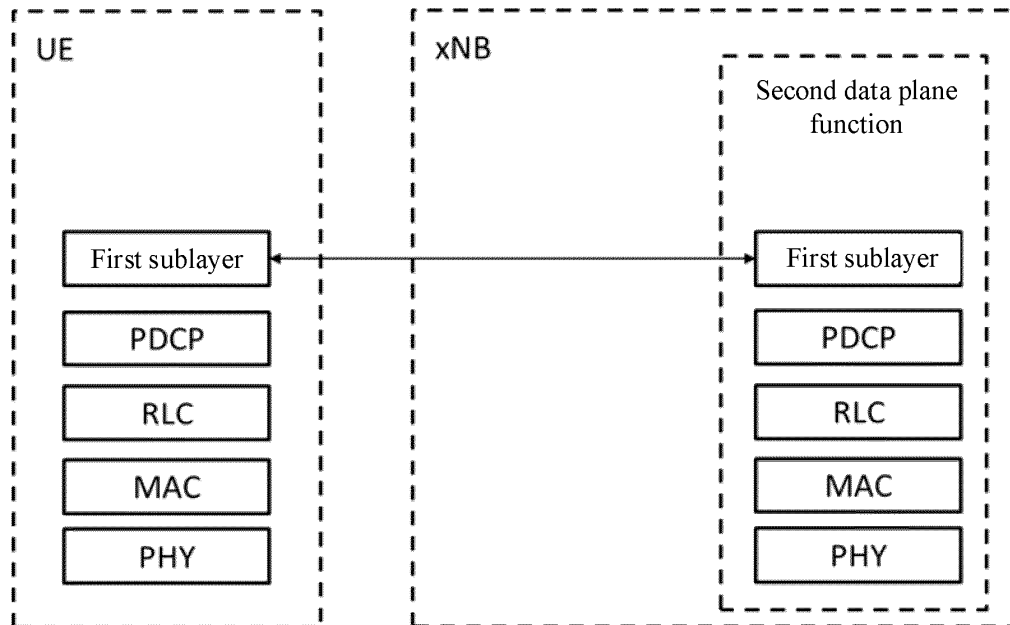 UE
xNB
Second data plane
function
First sublayer
First sublayer
PDCP
PDCP
RLC
RLC
MAC
MAC
PHY
PHY